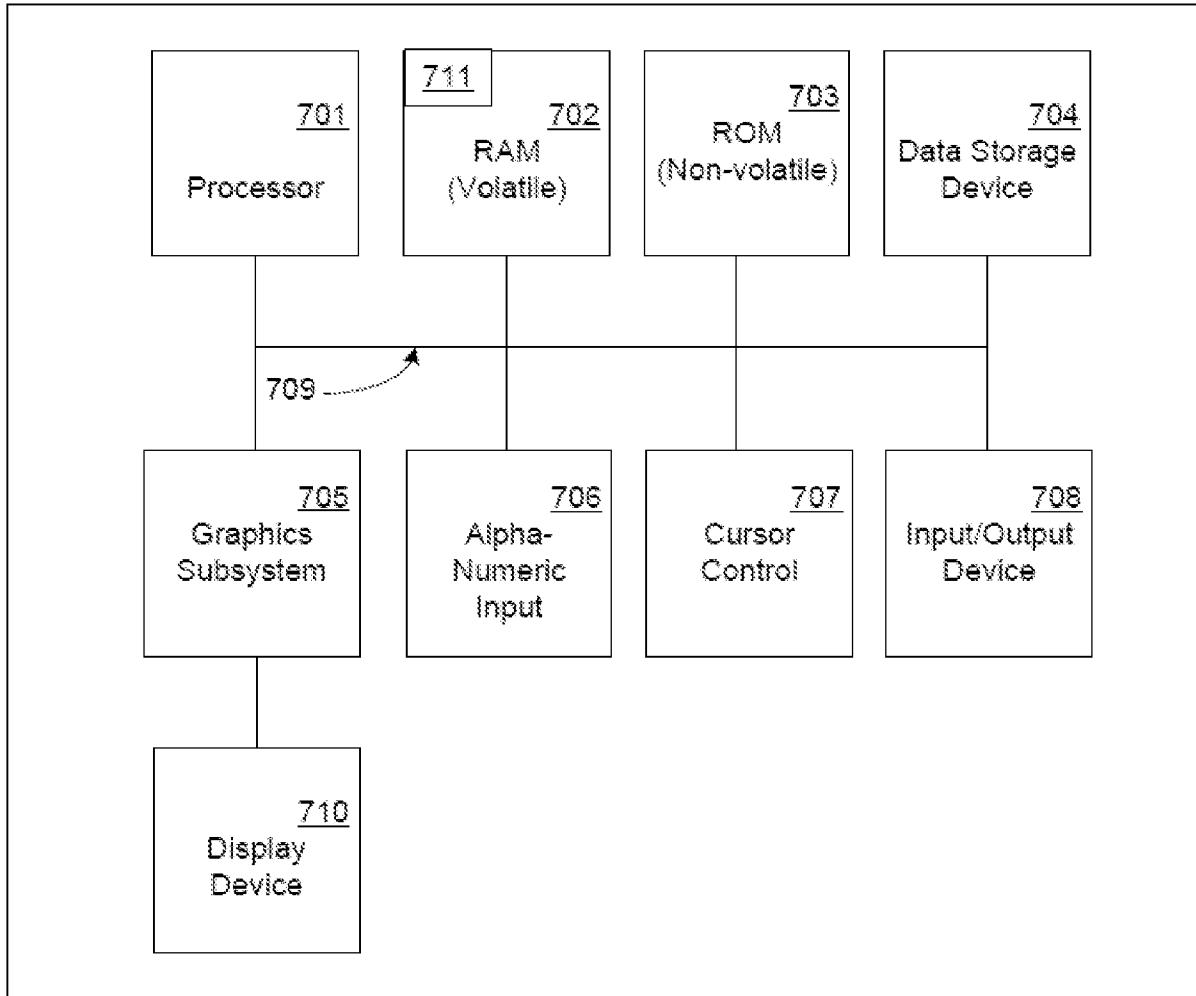 701
Processor
711
702
RAM
(Volatile)
703
ROM
(Non-volatile)
704
Data Storage
Device
709
705
Graphics
Subsystem
706
Alpha-
Numeric
Input
707
Cursor
Control
708
Input/Output
Device
710
Display
Device